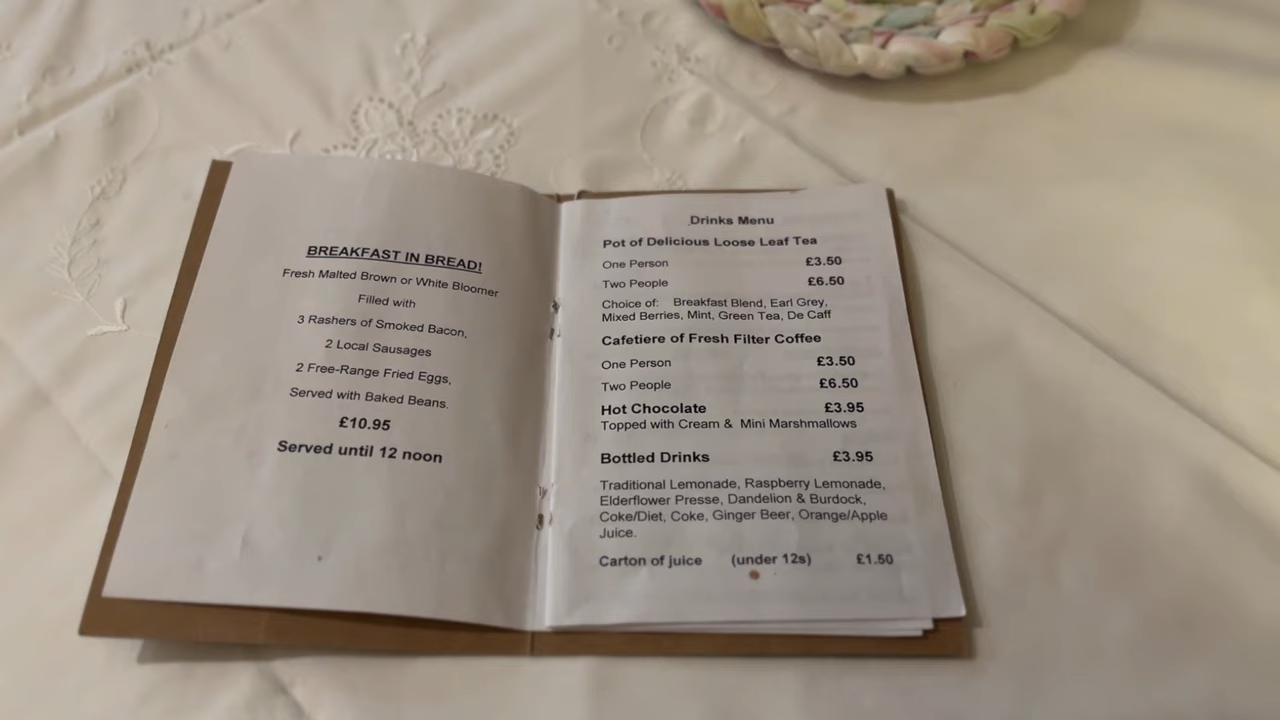 BREAKFAST IN BREAD!
Fresh Malted Brown or White Bloomer
Filled with
3 Rashers of Smoked Bacon,
2 Local Sausages
2 Free-Range Fried Eggs,
Served with Baked Beans.
£10.95
Served until 12 noon
Drinks Menu
Pot of Delicious Loose Leaf Tea
One Person £3.50
Two People £6.50
Choice of: Breakfast Blend, Earl Grey,
Mixed Berries, Mint, Green Tea, De Caff
Cafetiere of Fresh Filter Coffee
One Person £3.50
Two People £6.50
Hot Chocolate £3.95
Topped with Cream & Mini Marshmallows
Bottled Drinks £3.95
Traditional Lemonade, Raspberry Lemonade,
Elderflower Presse, Dandelion & Burdock,
Coke/Diet, Coke, Ginger Beer, Orange/Apple
Juice.
Carton of juice (under 12s) £1.50